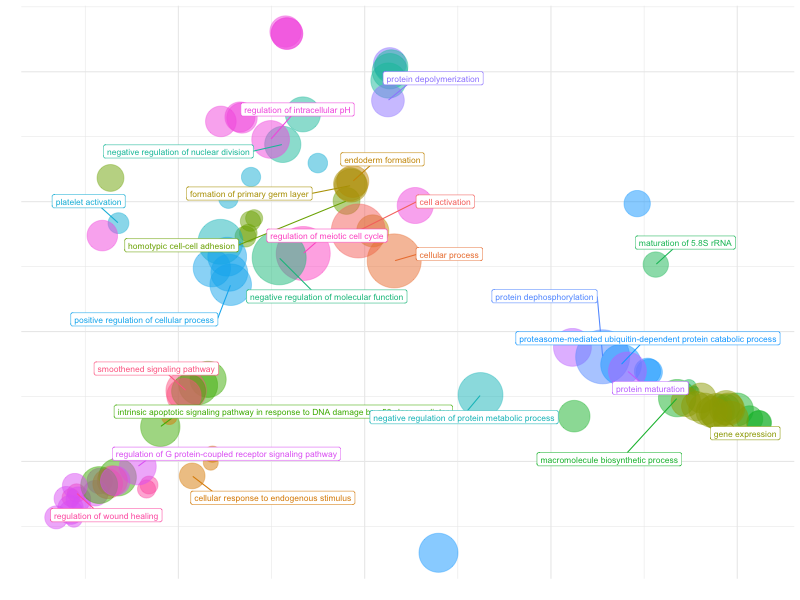 protein depolymerization
regulation of intracellular pH
negative regulation of nuclear division
endoderm formation
formation of primary germ layer
platelet activation
cell activation
regulation of meiotic cell cycle
maturation of 5.8S rRNA
homotypic cell-cell adhesion
cellular process
negative regulation of molecular function
protein dephosphorylation
positive regulation of cellular process
proteasome-mediated ubiquitin-dependent protein catabolic process
smoothened signaling pathway
protein maturation
intrinsic apoptotic signaling pathway in response to DNA damage
negative regulation of protein metabolic process
gene expression
regulation of G protein-coupled receptor signaling pathway
macromolecule biosynthetic process
cellular response to endogenous stimulus
regulation of wound healing